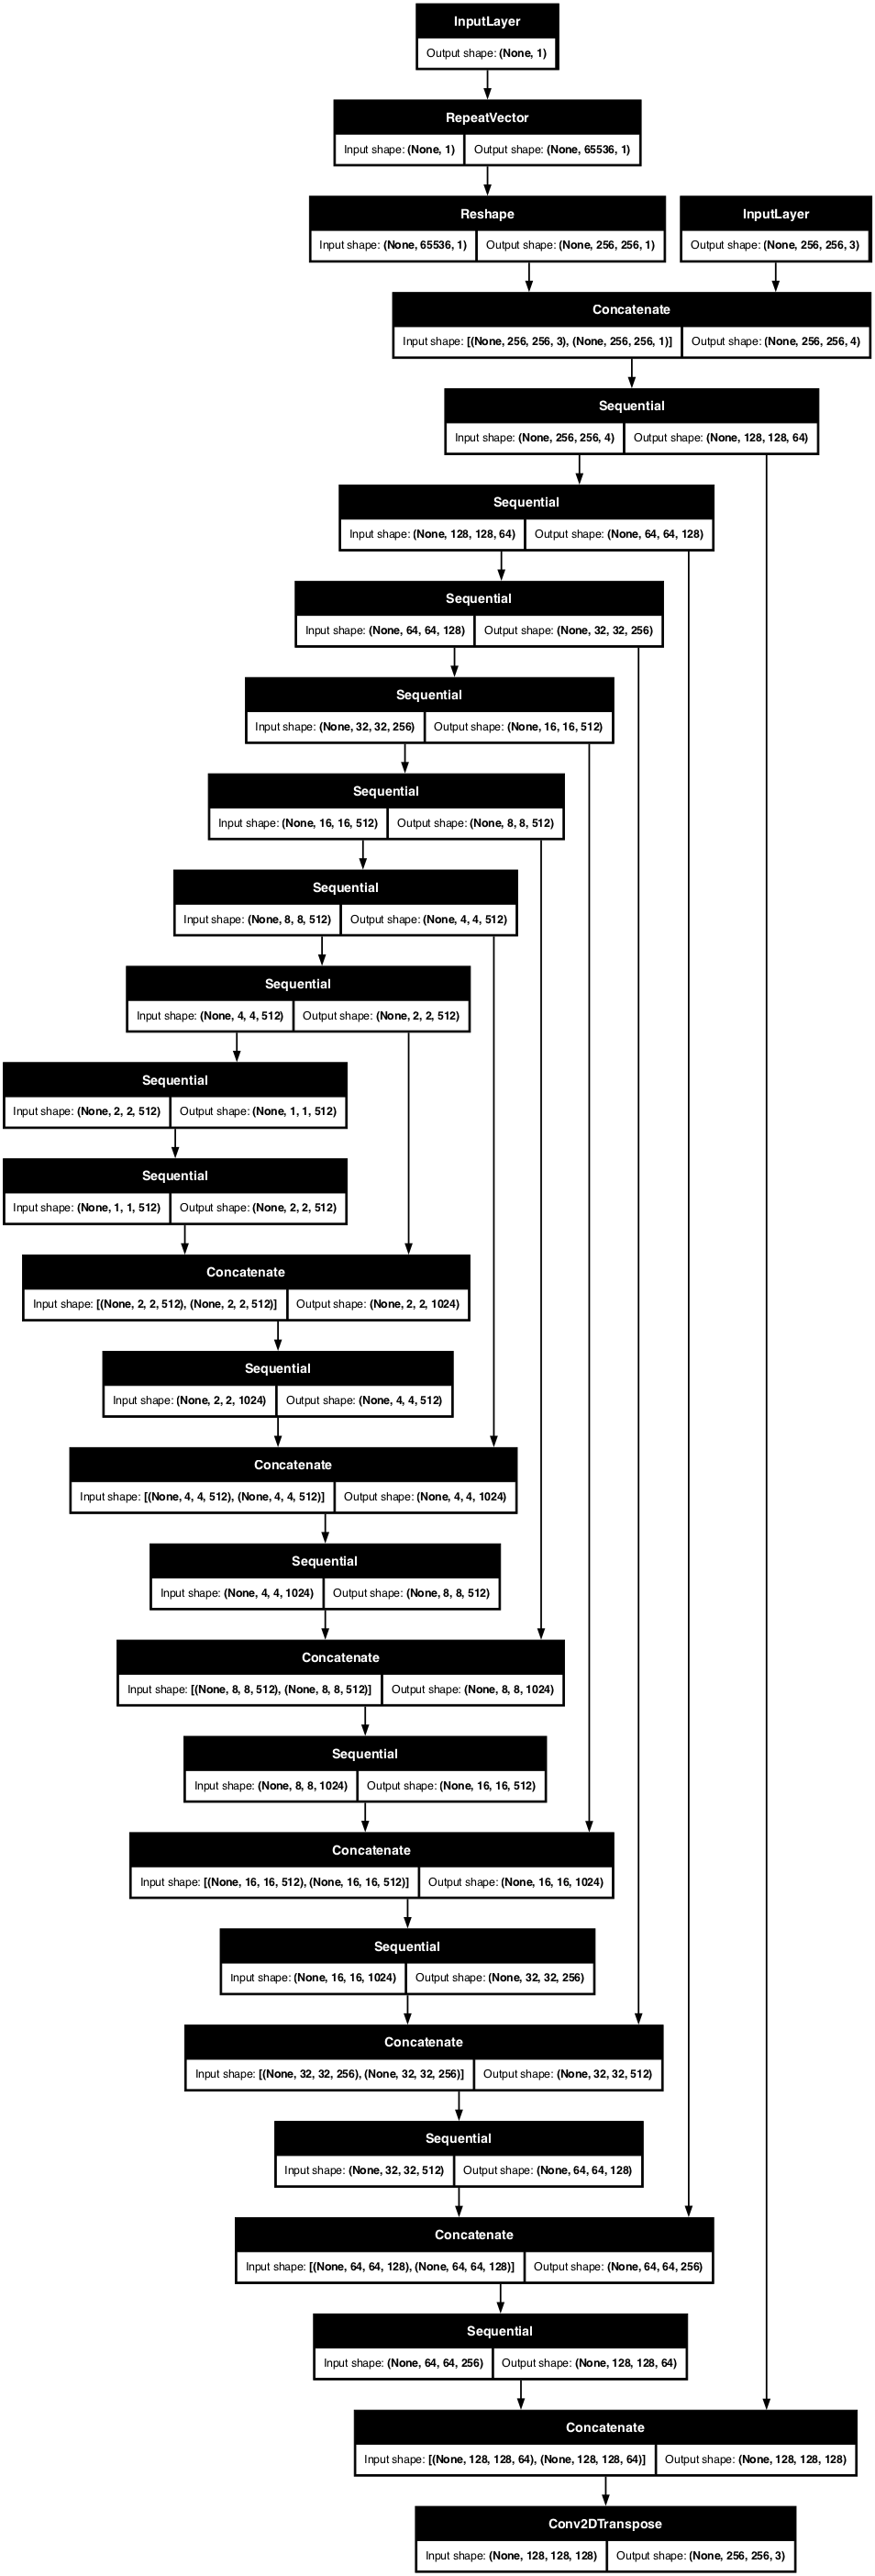 InputLayer
Output shape: (None, 1)
RepeatVector
Input shape: (None, 1) Output shape: (None, 65536, 1)
Reshape
Input shape: (None, 65536, 1) Output shape: (None, 256, 256, 1)
InputLayer
Output shape: (None, 256, 256, 3)
Concatenate
Input shape: [(None, 256, 256, 3), (None, 256, 256, 1)] Output shape: (None, 256, 256, 4)
Sequential
Input shape: (None, 256, 256, 4) Output shape: (None, 128, 128, 64)
Sequential
Input shape: (None, 128, 128, 64) Output shape: (None, 64, 64, 128)
Sequential
Input shape: (None, 64, 64, 128) Output shape: (None, 32, 32, 256)
Sequential
Input shape: (None, 32, 32, 256) Output shape: (None, 16, 16, 512)
Sequential
Input shape: (None, 16, 16, 512) Output shape: (None, 8, 8, 512)
Sequential
Input shape: (None, 8, 8, 512) Output shape: (None, 4, 4, 512)
Sequential
Input shape: (None, 4, 4, 512) Output shape: (None, 2, 2, 512)
Sequential
Input shape: (None, 2, 2, 512) Output shape: (None, 1, 1, 512)
Sequential
Input shape: (None, 1, 1, 512) Output shape: (None, 2, 2, 512)
Concatenate
Input shape: [(None, 2, 2, 512), (None, 2, 2, 512)] Output shape: (None, 2, 2, 1024)
Sequential
Input shape: (None, 2, 2, 1024) Output shape: (None, 4, 4, 512)
Concatenate
Input shape: [(None, 4, 4, 512), (None, 4, 4, 512)] Output shape: (None, 4, 4, 1024)
Sequential
Input shape: (None, 4, 4, 1024) Output shape: (None, 8, 8, 512)
Concatenate
Input shape: [(None, 8, 8, 512), (None, 8, 8, 512)] Output shape: (None, 8, 8, 1024)
Sequential
Input shape: (None, 8, 8, 1024) Output shape: (None, 16, 16, 512)
Concatenate
Input shape: [(None, 16, 16, 512), (None, 16, 16, 512)] Output shape: (None, 16, 16, 1024)
Sequential
Input shape: (None, 16, 16, 1024) Output shape: (None, 32, 32, 256)
Concatenate
Input shape: [(None, 32, 32, 256), (None, 32, 32, 256)] Output shape: (None, 32, 32, 512)
Sequential
Input shape: (None, 32, 32, 512) Output shape: (None, 64, 64, 128)
Concatenate
Input shape: [(None, 64, 64, 128), (None, 64, 64, 128)] Output shape: (None, 64, 64, 256)
Sequential
Input shape: (None, 64, 64, 256) Output shape: (None, 128, 128, 64)
Concatenate
Input shape: [(None, 128, 128, 64), (None, 128, 128, 64)] Output shape: (None, 128, 128, 128)
Conv2DTranspose
Input shape: (None, 128, 128, 128) Output shape: (None, 256, 256, 3)